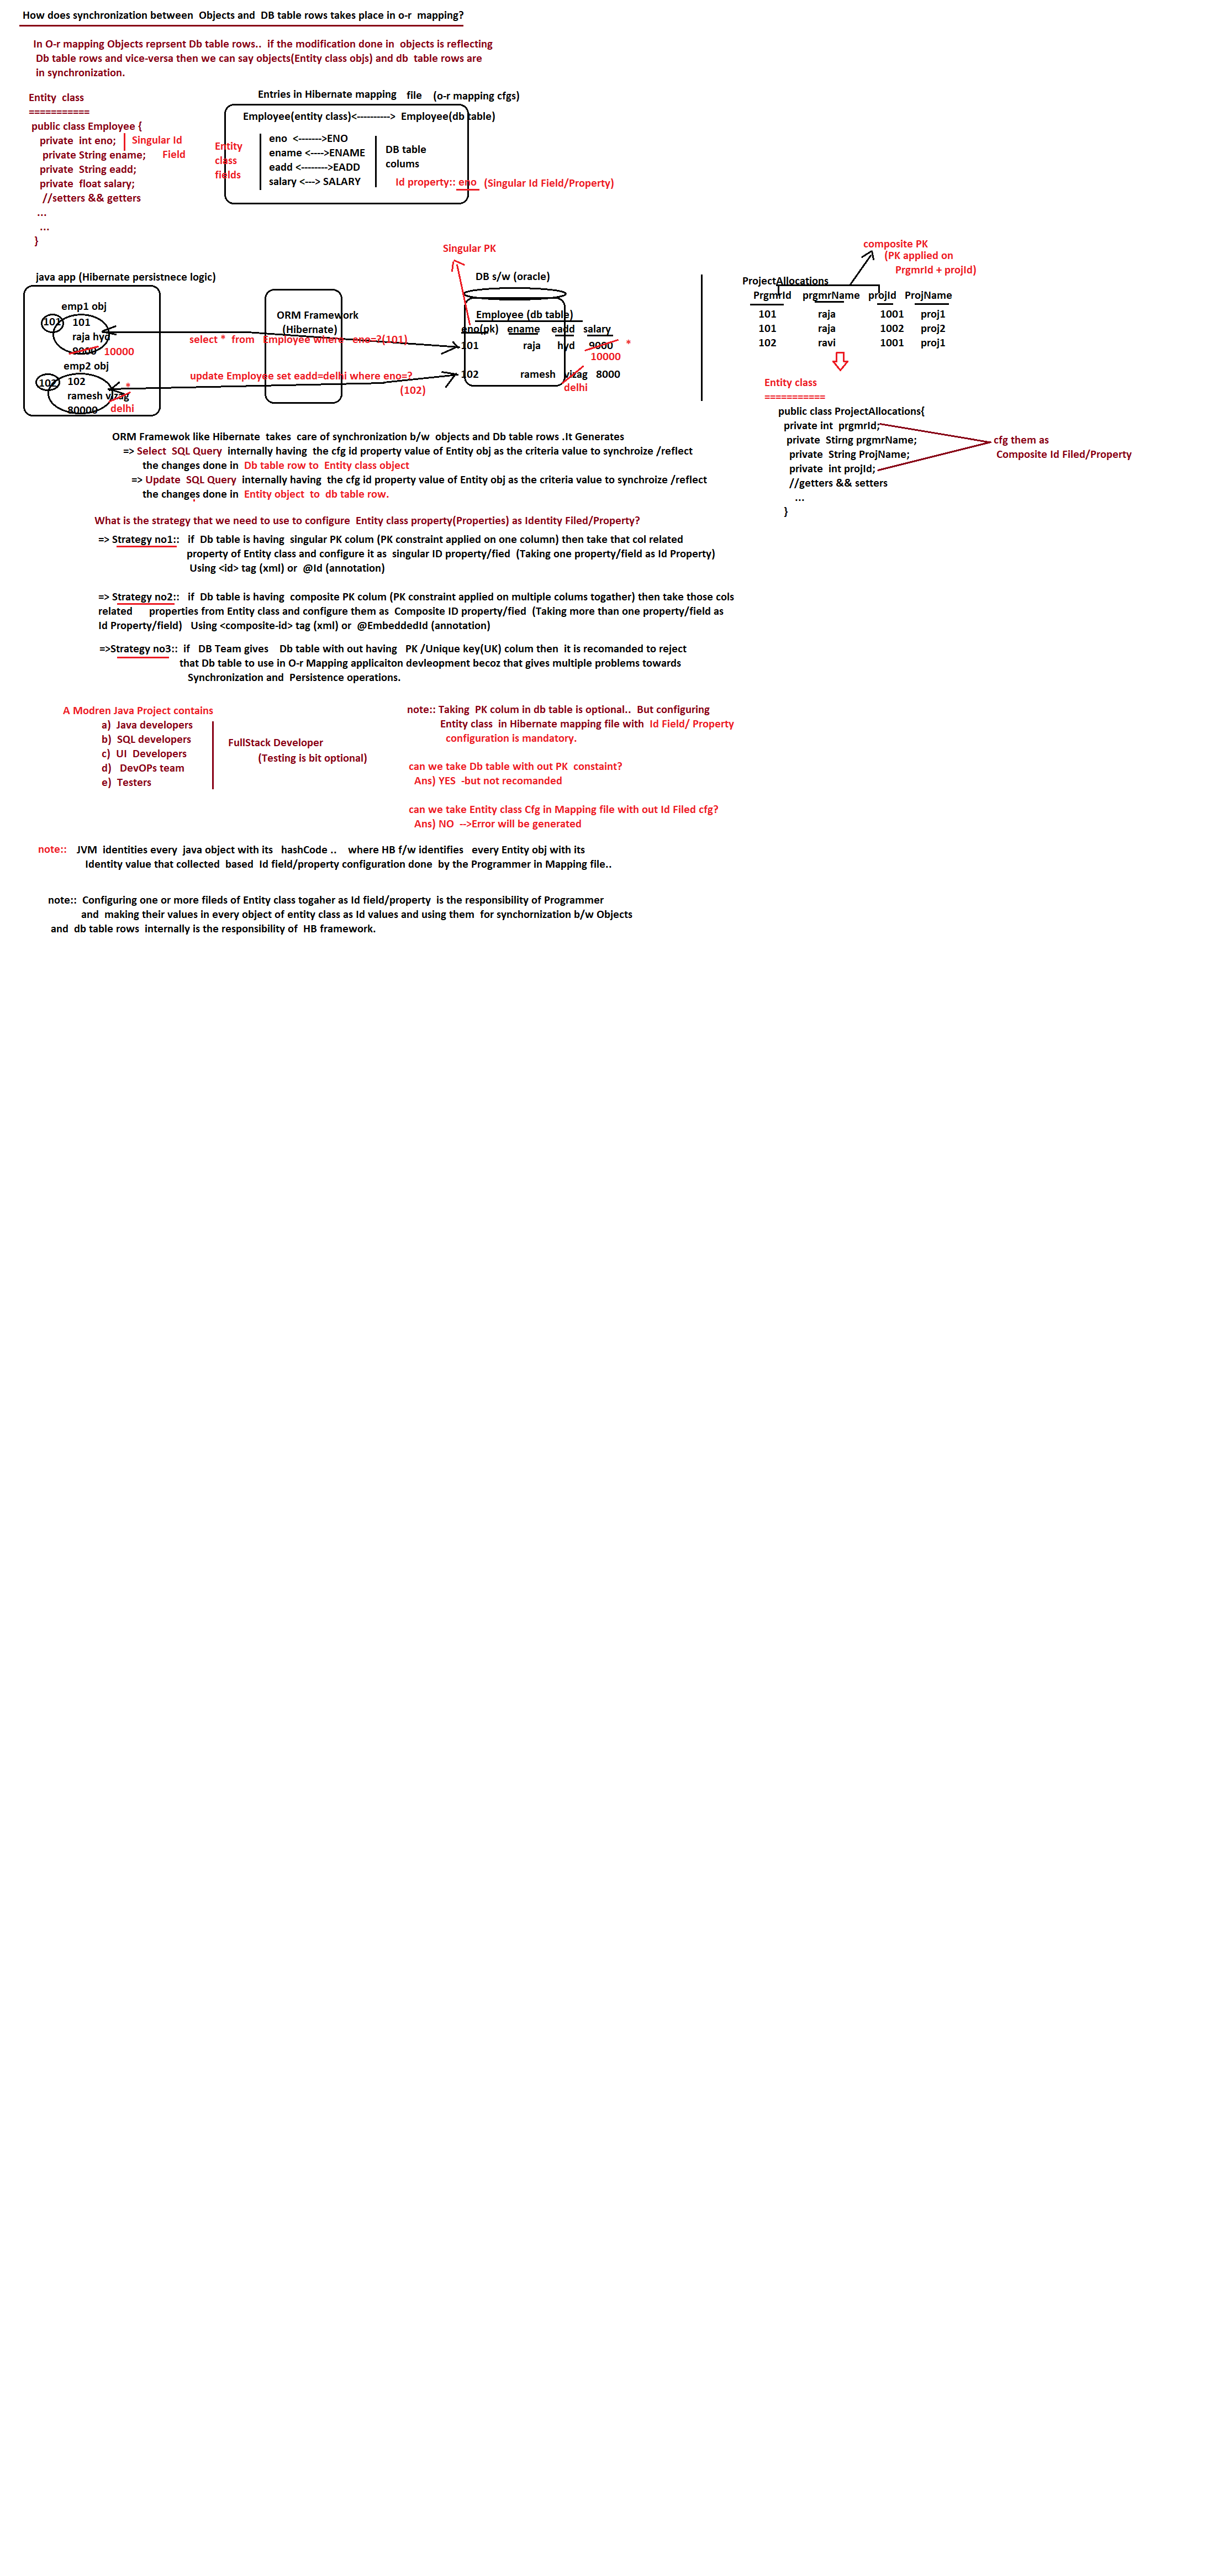 How does synchronization between Objects and DB table rows takes place in o-r mapping?
In O-r mapping Objects reprsent Db table rows.. if the modification done in objects is reflecting
Db table rows and vice-versa then we can say objects(Entity class objs) and db table rows are
in synchronization.
Entity class
===========
public class Employee {
private int eno;
private String ename;
private String eadd;
private float salary;
//setters && getters
...
...
}
Singular Id
Field
Entries in Hibernate mapping file (o-r mapping cfgs)
Employee(entity class)<----------> Employee(db table)
Entity
class
fields
eno <------->ENO
ename <---->ENAME
eadd <-------->EADD
salary <---> SALARY
DB table
colums
Id property:: eno (Singular Id Field/Property)
Singular PK
java app (Hibernate persistnece logic)
emp1 obj
101
101
raja hyd
9000 10000
emp2 obj
102
102
ramesh vizag
*
80000 delhi
ORM Framework
(Hibernate)
select * from Employee where eno=?(101)
update Employee set eadd=delhi where eno=?
(102)
DB s/w (oracle)
Employee (db table)
eno(pk) ename eadd salary
101 raja hyd 9000 *
10000
102 ramesh vizag 8000
delhi
composite PK
(PK applied on
PrgmrId + projId)
ProjectAllocations
PrgmrId prgmrName projId ProjName
101 raja 1001 proj1
101 raja 1002 proj2
102 ravi 1001 proj1
Entity class
===========
public class ProjectAllocations{
private int prgmrId;
private Stirng prgmrName;
private String ProjName;
private int projId;
//getters && setters
...
}
cfg them as
Composite Id Filed/Property
ORM Framewok like Hibernate takes care of synchronization b/w objects and Db table rows .It Generates
=> Select SQL Query internally having the cfg id property value of Entity obj as the criteria value to synchroize /reflect
the changes done in Db table row to Entity class object
=> Update SQL Query internally having the cfg id property value of Entity obj as the criteria value to synchroize /reflect
the changes done in Entity object to db table row.
What is the strategy that we need to use to configure Entity class property(Properties) as Identity Filed/Property?
=> Strategy no1:: if Db table is having singular PK colum (PK constraint applied on one column) then take that col related
property of Entity class and configure it as singular ID property/fied (Taking one property/field as Id Property)
Using <id> tag (xml) or @Id (annotation)
=> Strategy no2:: if Db table is having composite PK colum (PK constraint applied on multiple colums togather) then take those cols
related properties from Entity class and configure them as Composite ID property/fied (Taking more than one property/field as
Id Property/field) Using <composite-id> tag (xml) or @EmbeddedId (annotation)
=>Strategy no3:: if DB Team gives Db table with out having PK /Unique key(UK) colum then it is recomanded to reject
that Db table to use in O-r Mapping applicaiton devleopment becoz that gives multiple problems towards
Synchronization and Persistence operations.
A Modren Java Project contains
a) Java developers
b) SQL developers
c) UI Developers
d) DevOPs team
e) Testers
FullStack Developer
(Testing is bit optional)
note:: Taking PK colum in db table is optional.. But configuring
Entity class in Hibernate mapping file with Id Field/ Property
configuration is mandatory.
can we take Db table with out PK constaint?
Ans) YES -but not recomanded
can we take Entity class Cfg in Mapping file with out Id Filed cfg?
Ans) NO -->Error will be generated
note:: JVM identities every java object with its hashCode .. where HB f/w identifies every Entity obj with its
Identity value that collected based Id field/property configuration done by the Programmer in Mapping file..
note:: Configuring one or more fileds of Entity class togaher as Id field/property is the responsibility of Programmer
and making their values in every object of entity class as Id values and using them for synchornization b/w Objects
and db table rows internally is the responsibility of HB framework.